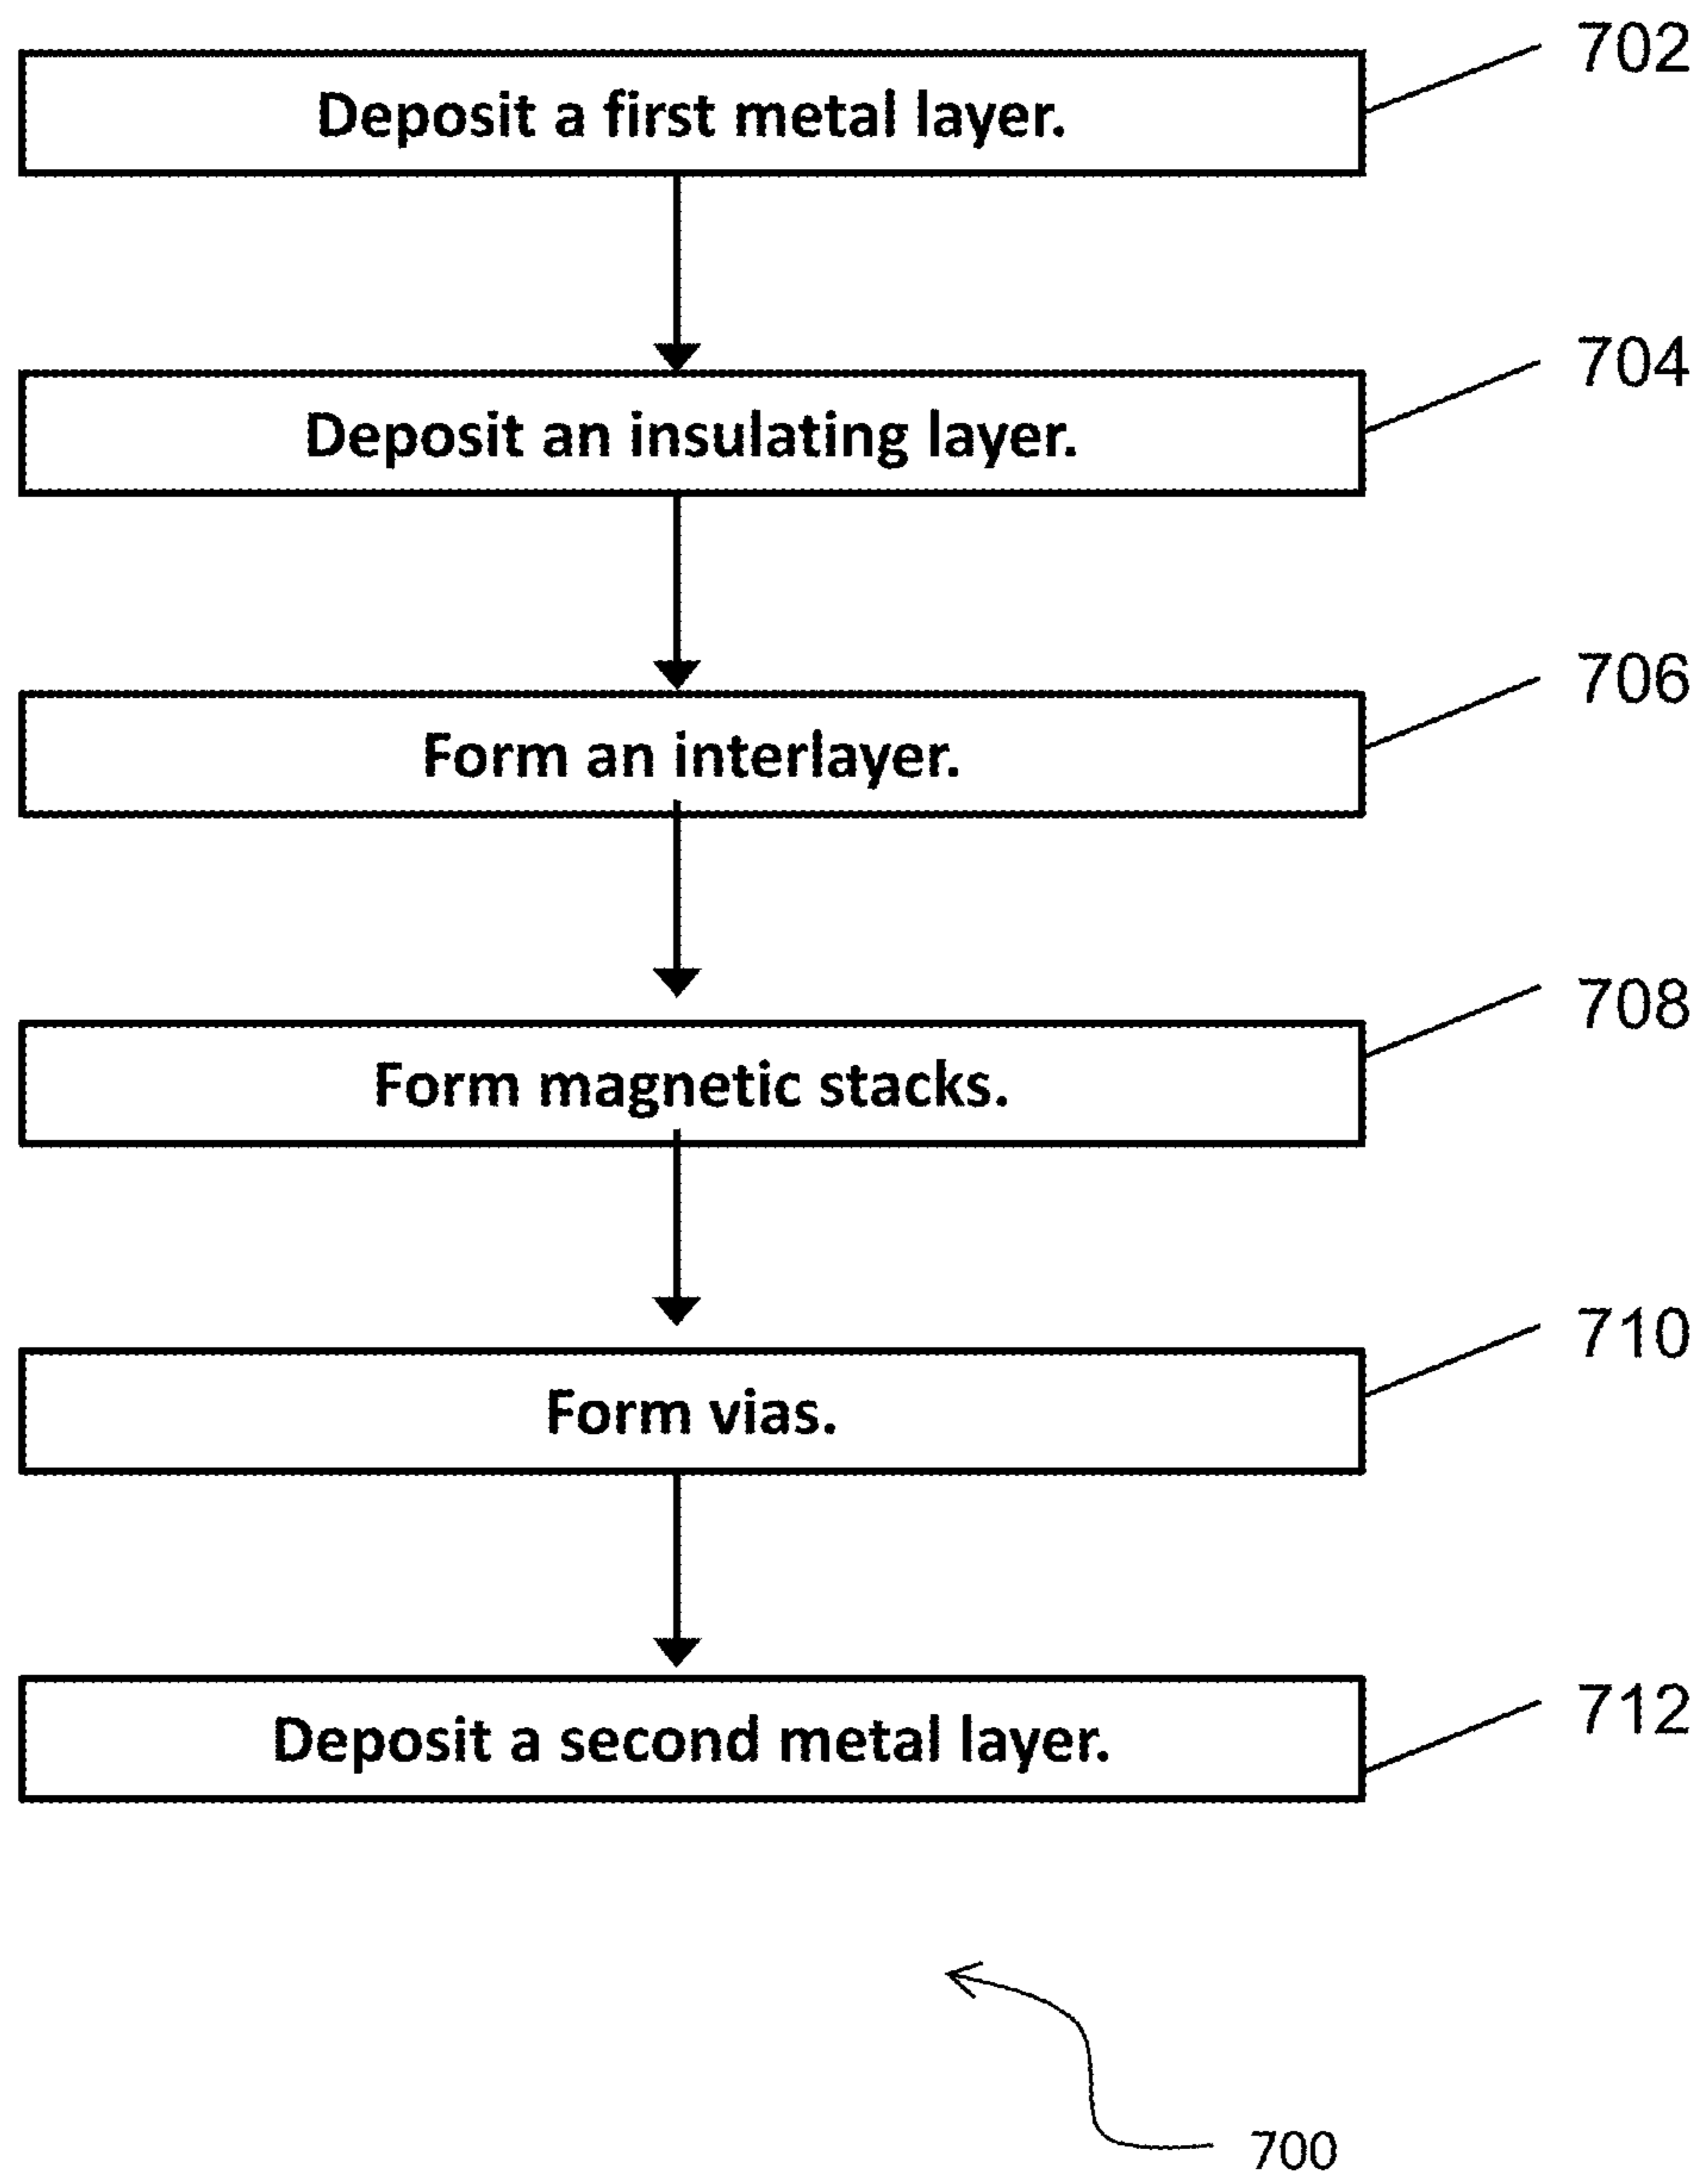 702
Deposit a first metal layer.
704
Deposit an insulating layer.
706
Form an interlayer.
708
Form magnetic stacks.
710
Form vias.
712
Deposit a second metal layer.
700